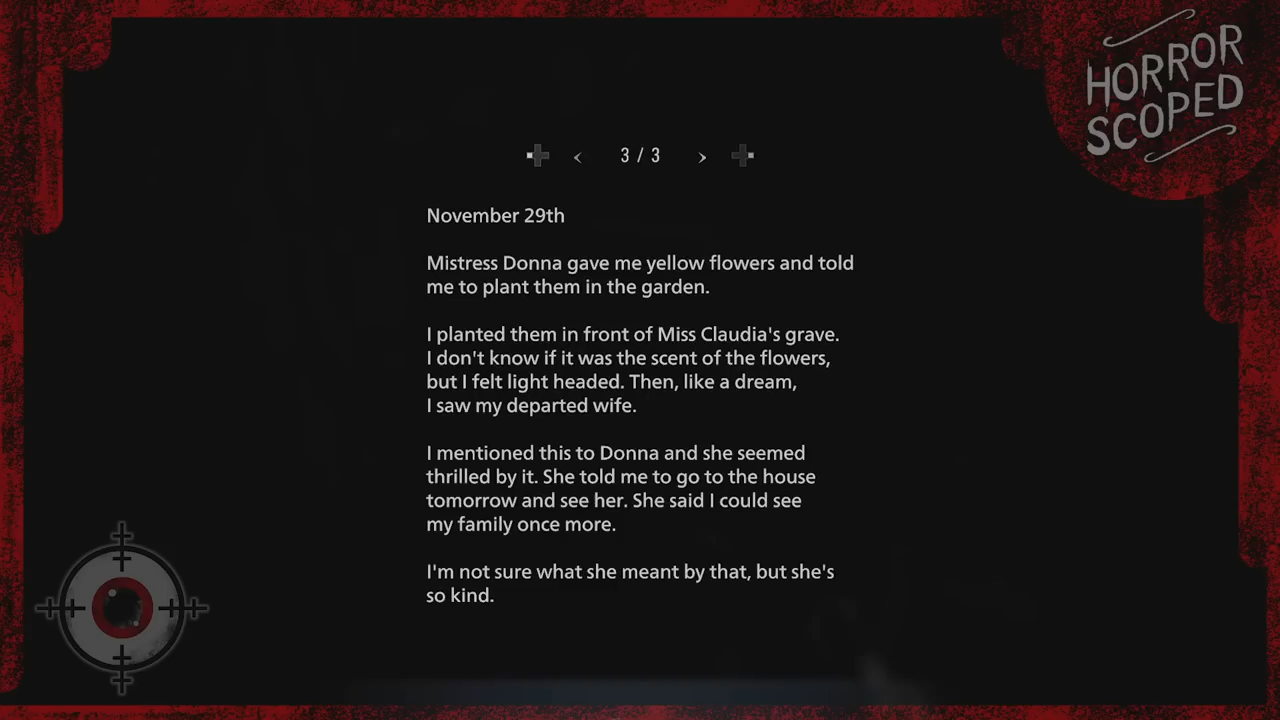 HORROR
SCOPED
< 3 / 3 >
November 29th
Mistress Donna gave me yellow flowers and told
me to plant them in the garden.
I planted them in front of Miss Claudia's grave.
I don't know if it was the scent of the flowers,
but I felt light headed. Then, like a dream,
I saw my departed wife.
I mentioned this to Donna and she seemed
thrilled by it. She told me to go to the house
tomorrow and see her. She said I could see
my family once more.
I'm not sure what she meant by that, but she's
so kind.